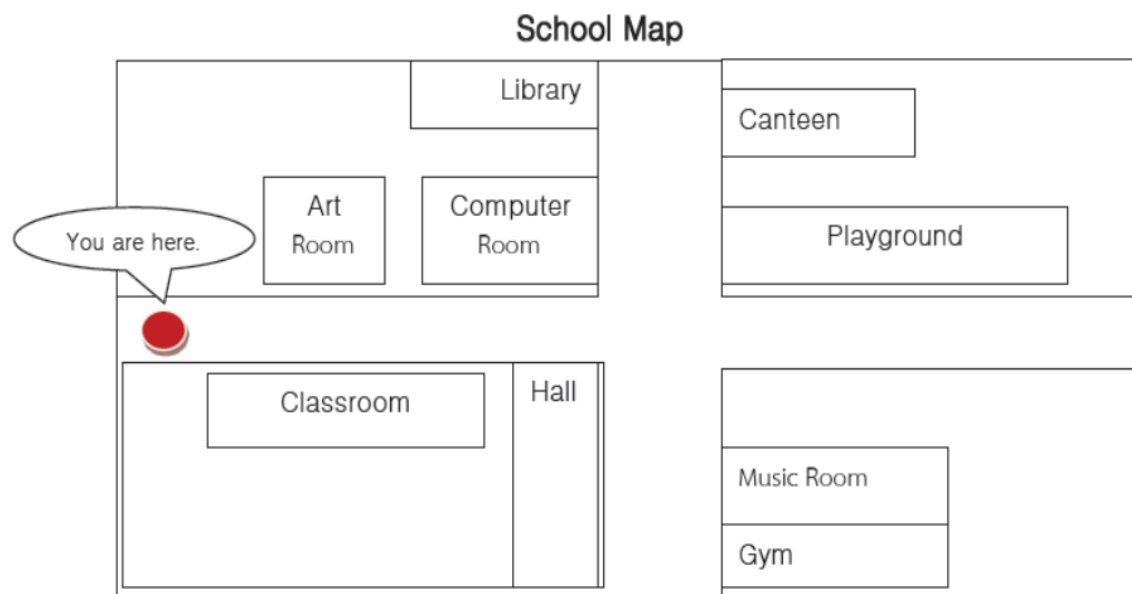 School Map
Library
Canteen
Art
Room
Computer
Room
Playground
You are here.
Classroom
Hall
Music Room
Gym